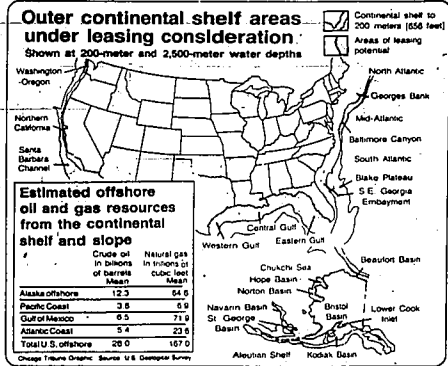 Outer continental shelf areas
under leasing consideration
Shown at 200-meter and 2,500-meter water depths
Continental shelf to
200 meters [656 feet]
Areas of leasing
potential
Washington
-Oregon
Northern
California
Santa
Barbara
Channel
North Atlantic
Georges Bank
Mid-Atlantic
Baltimore Canyon
South Atlantic
Blake Plateau
S.E. Georgia
Embayment
Central Gulf
Western Gulf
Eastern Gulf
Estimated offshore
oil and gas resources
from the continental
shelf and slope
Crude oil
in billions
of barrels
Mean
Natural gas
in trillions of
cubic feet
Mean
Alaska offshore 12.3 64.6
Pacific Coast 3.8 6.9
Gulf of Mexico 6.5 71.9
Atlantic Coast 5.4 23.6
Total U.S. offshore 28.0 167.0
Chicago Tribune Graphic Source: U.S. Geological Survey
Beaufort Basin
Chukchi Sea
Hope Basin
Norton Basin
Navarin Basin
St George
Basin
Bristol
Basin
Lower Cook
Inlet
Aleutian Shelf
Kodiak Basin